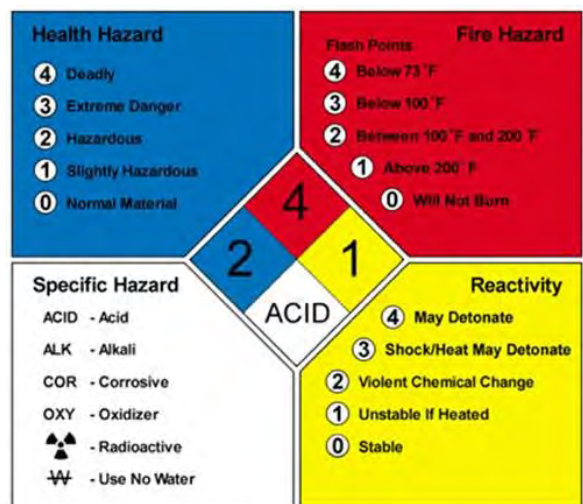 Health Hazard
4 Deadly
3 Extreme Danger
2 Hazardous
1 Slightly Hazardous
0 Normal Material
Fire Hazard
Flash Points
4 Below 73 °F
3 Below 100 °F
2 Between 100 °F and 200 °F
1 Above 200 °F
0 Will Not Burn
4
2
1
ACID
Specific Hazard
ACID - Acid
ALK - Alkali
COR - Corrosive
OXY - Oxidizer
- Radioactive
W - Use No Water
Reactivity
4 May Detonate
3 Shock/Heat May Detonate
2 Violent Chemical Change
1 Unstable If Heated
0 Stable